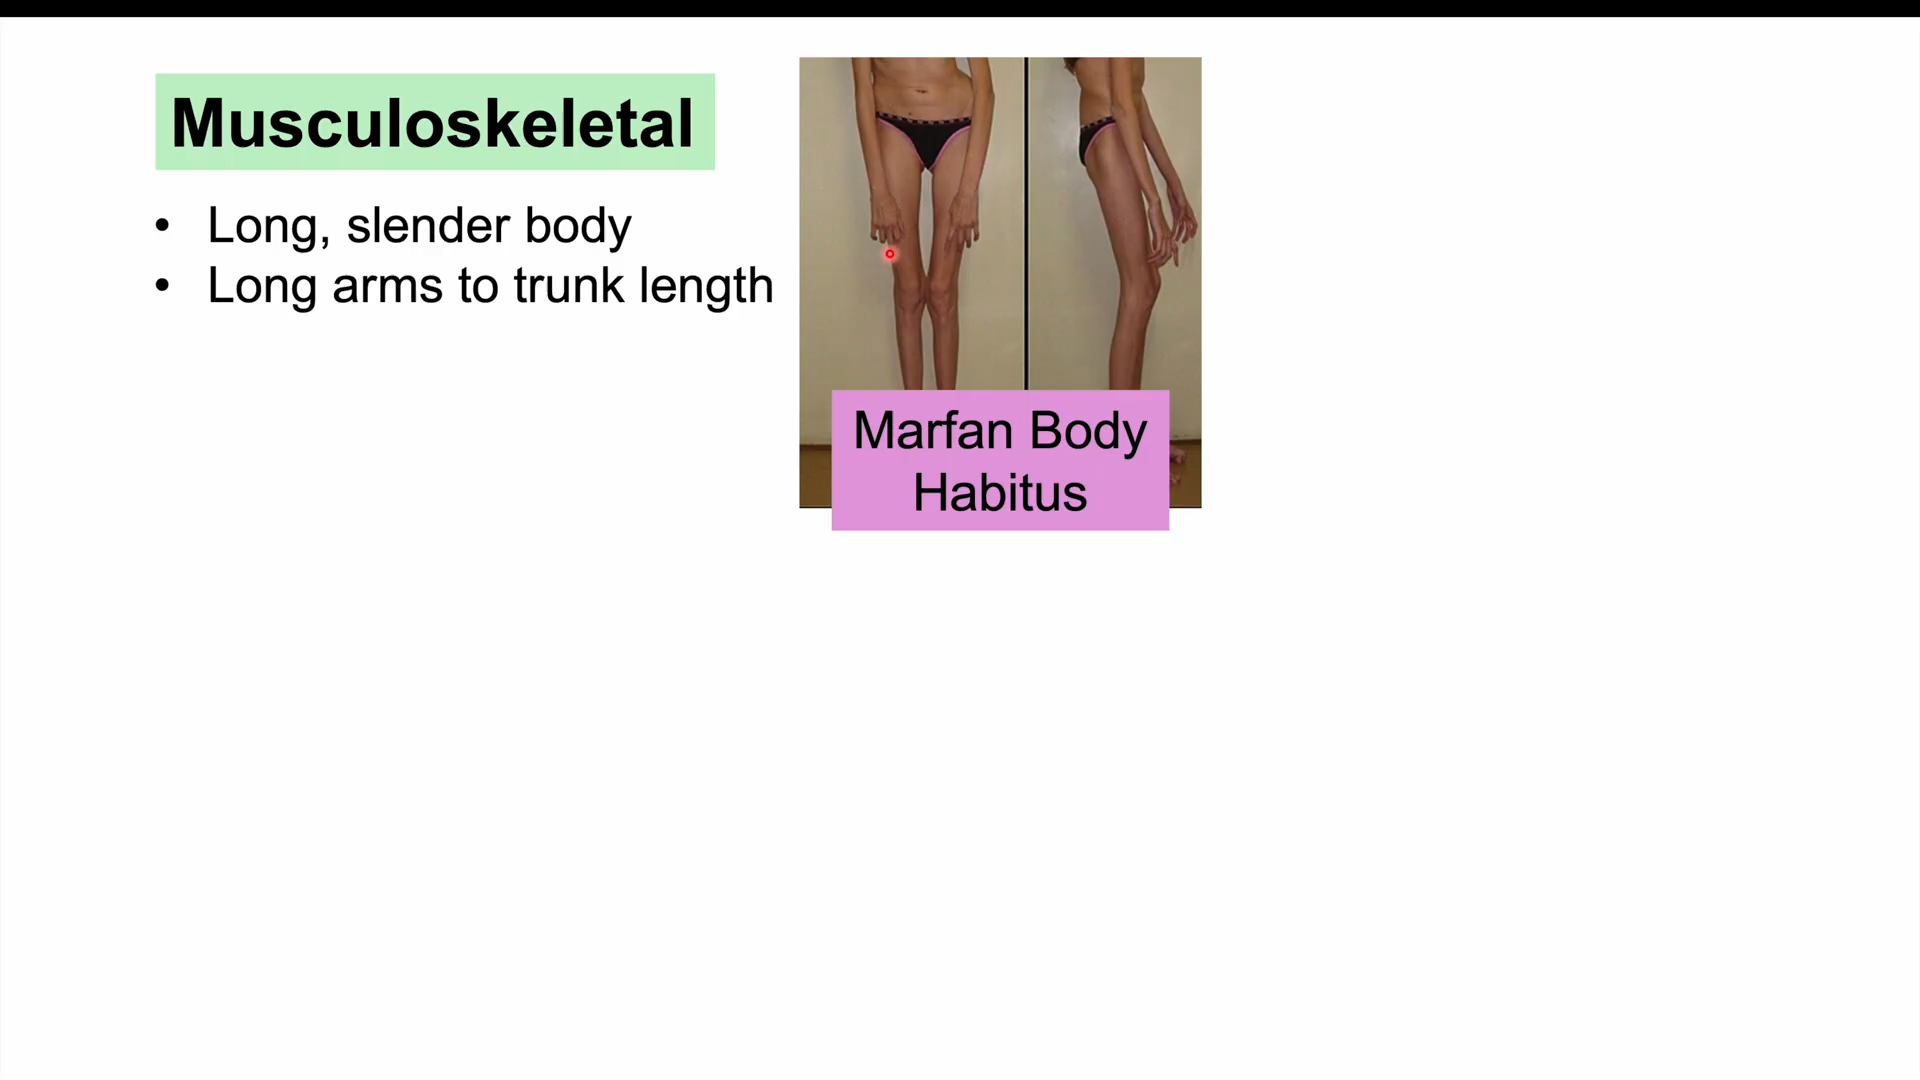 Musculoskeletal
• Long, slender body
• Long arms to trunk length
Marfan Body
Habitus